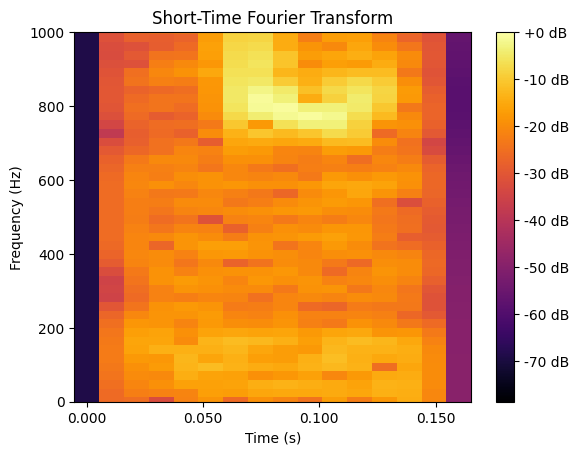 Short-Time Fourier Transform
1000
800
600
400
200
0
Frequency (Hz)
0.000
0.050
0.100
0.150
Time (s)
+0 dB
-10 dB
-20 dB
-30 dB
-40 dB
-50 dB
-60 dB
-70 dB